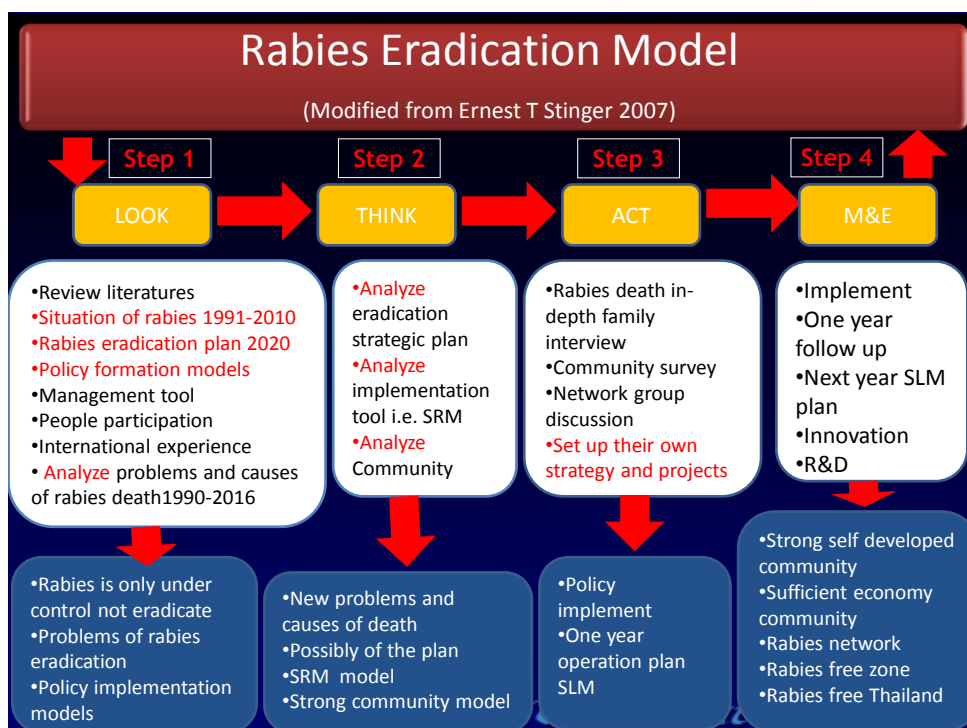 Rabies Eradication Model
(Modified from Ernest T Stinger 2007)
Step 1
Step 2
Step 3
Step 4
LOOK
THINK
ACT
M&E
•Review literatures
•Situation of rabies 1991-2010
•Rabies eradication plan 2020
•Policy formation models
•Management tool
•People participation
•International experience
• Analyze problems and causes
of rabies death1990-2016
•Analyze
eradication
strategic plan
•Analyze
implementation
tool i.e. SRM
•Analyze
Community
•Rabies death in-
depth family
interview
•Community survey
•Network group
discussion
•Set up their own
strategy and projects
•Implement
•One year
follow up
•Next year SLM
plan
•Innovation
•R&D
•Rabies is only under
control not eradicate
•Problems of rabies
eradication
•Policy implementation
models
•New problems and
causes of death
•Possibly of the plan
•SRM model
•Strong community model
•Policy
implement
•One year
operation plan
SLM
•Strong self developed
community
•Sufficient economy
community
•Rabies network
•Rabies free zone
•Rabies free Thailand